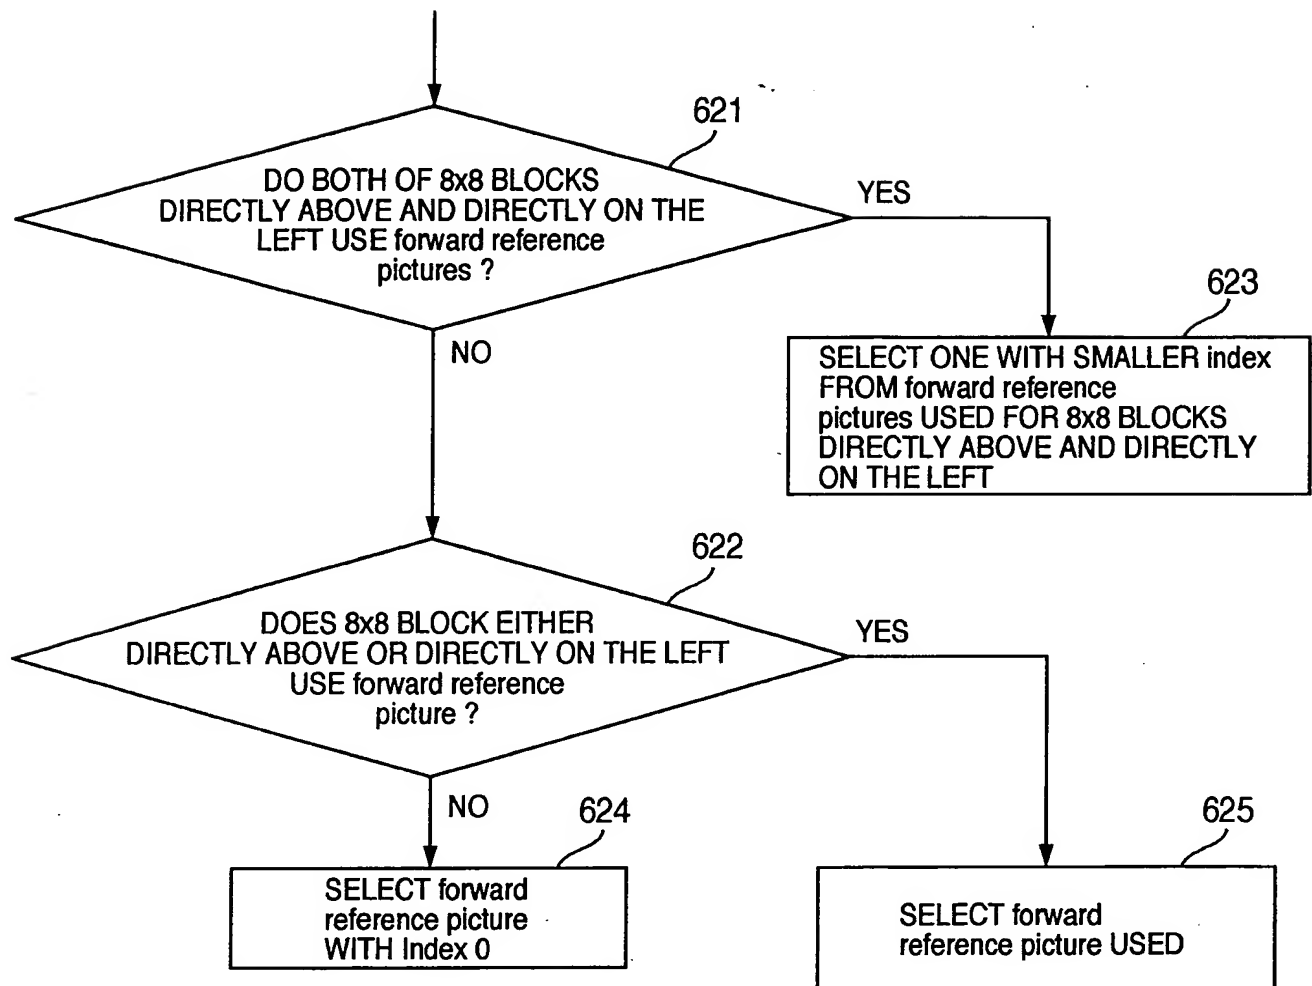 621
DO BOTH OF 8x8 BLOCKS
DIRECTLY ABOVE AND DIRECTLY ON THE
LEFT USE forward reference
pictures ?
YES
NO
623
SELECT ONE WITH SMALLER index
FROM forward reference
pictures USED FOR 8x8 BLOCKS
DIRECTLY ABOVE AND DIRECTLY
ON THE LEFT
622
DOES 8x8 BLOCK EITHER
DIRECTLY ABOVE OR DIRECTLY ON THE LEFT
USE forward reference
picture ?
YES
NO
624
SELECT forward
reference picture
WITH Index 0
625
SELECT forward
reference picture USED